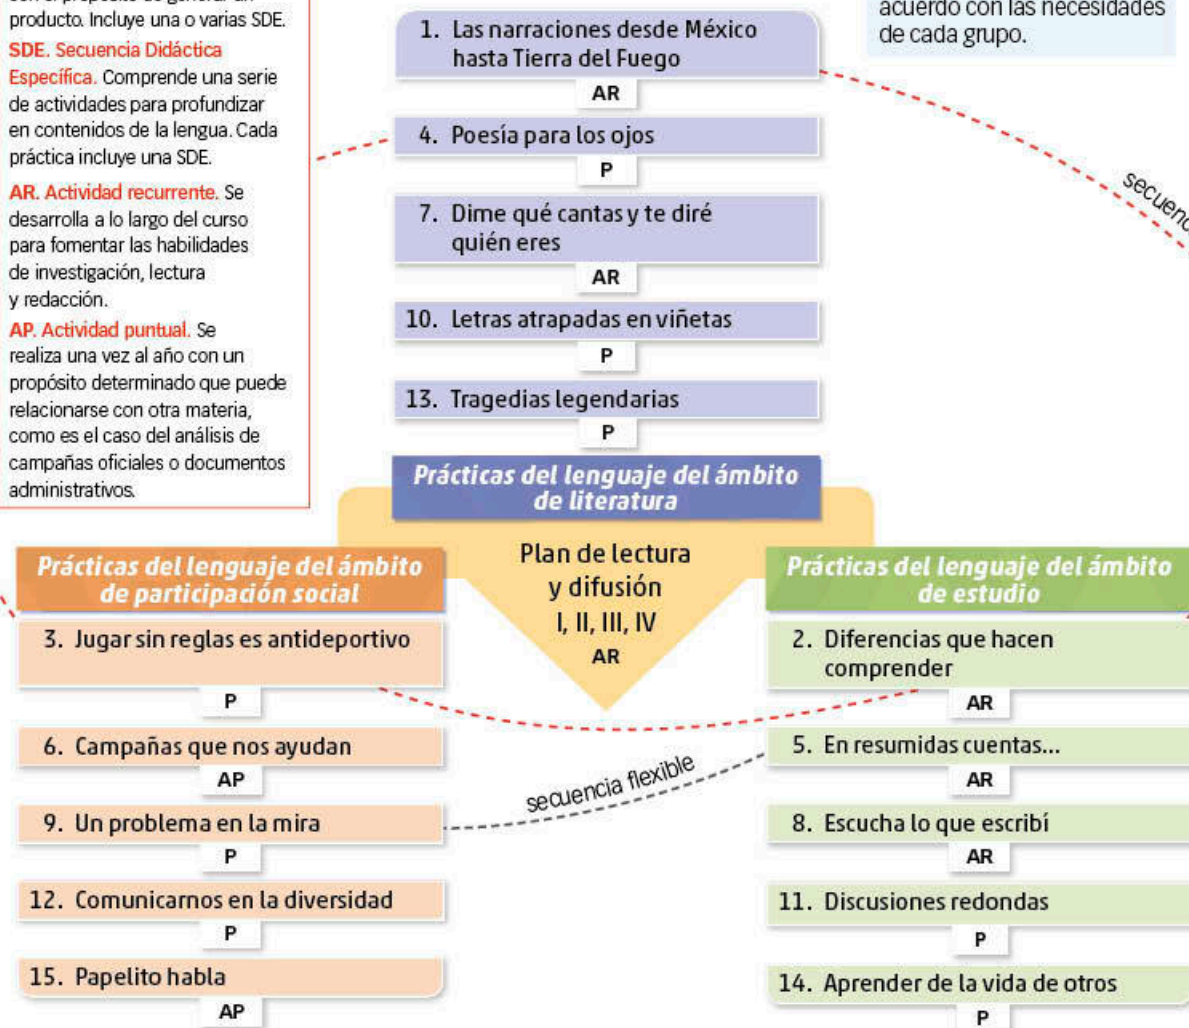 producto. Incluye una o varias SDE.
SDE. Secuencia Didáctica
Específica. Comprende una serie
de actividades para profundizar
en contenidos de la lengua. Cada
práctica incluye una SDE.
AR. Actividad recurrente. Se
desarrolla a lo largo del curso
para fomentar las habilidades
de investigación, lectura
y redacción.
AP. Actividad puntual. Se
realiza una vez al año con un
propósito determinado que puede
relacionarse con otra materia,
como es el caso del análisis de
campañas oficiales o documentos
administrativos.
acuerdo con las necesidades
de cada grupo.
1. Las narraciones desde México
hasta Tierra del Fuego
AR
4. Poesía para los ojos
P
7. Dime qué cantas y te diré
quién eres
AR
10. Letras atrapadas en viñetas
P
13. Tragedias legendarias
P
Prácticas del lenguaje del ámbito
de literatura
Plan de lectura
y difusión
I, II, III, IV
AR
Prácticas del lenguaje del ámbito
de participación social
3. Jugar sin reglas es antideportivo
P
6. Campañas que nos ayudan
AP
9. Un problema en la mira
P
12. Comunicarnos en la diversidad
P
15. Papelito habla
AP
secuencia flexible
Prácticas del lenguaje del ámbito
de estudio
2. Diferencias que hacen
comprender
AR
5. En resumidas cuentas...
AR
8. Escucha lo que escribí
AR
11. Discusiones redondas
P
14. Aprender de la vida de otros
P